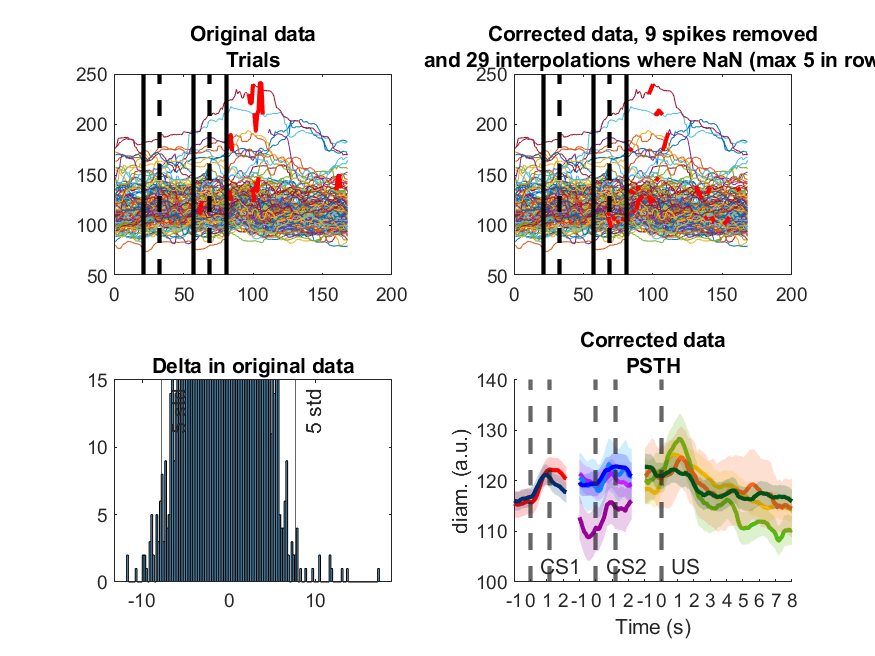 Original data
Trials
250
200
150
100
50
0 50 100 150 200
Corrected data, 9 spikes removed
and 29 interpolations where NaN (max 5 in row
250
200
150
100
50
0 50 100 150 200
Delta in original data
15
10
5
0
5 std
5 std
-10 0 10
Corrected data
PSTH
diam. (a.u.)
140
130
120
110
100
CS1 CS2 US
-1 0 1 2 -1 0 1 2 -1 0 1 2 3 4 5 6 7 8
Time (s)